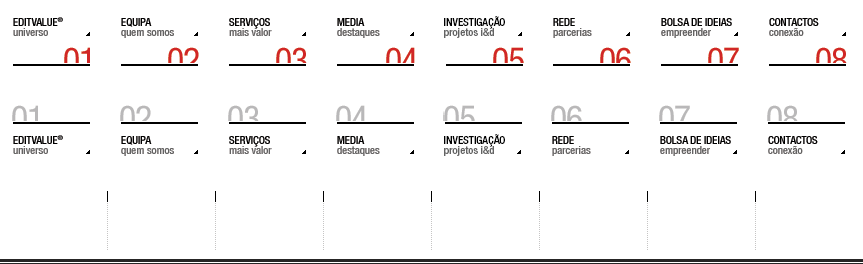 EDITVALUE® EQUIPA SERVIÇOS MEDIA INVESTIGAÇÃO REDE BOLSA DE IDEIAS CONTACTOS
universo quem somos mais valor destaques projetos i&d parcerias empreender conexão
01 02 03 04 05 06 07 08
01 02 03 04 05 06 07 08
EDITVALUE® EQUIPA SERVIÇOS MEDIA INVESTIGAÇÃO REDE BOLSA DE IDEIAS CONTACTOS
universo quem somos mais valor destaques projetos i&d parcerias empreender conexão